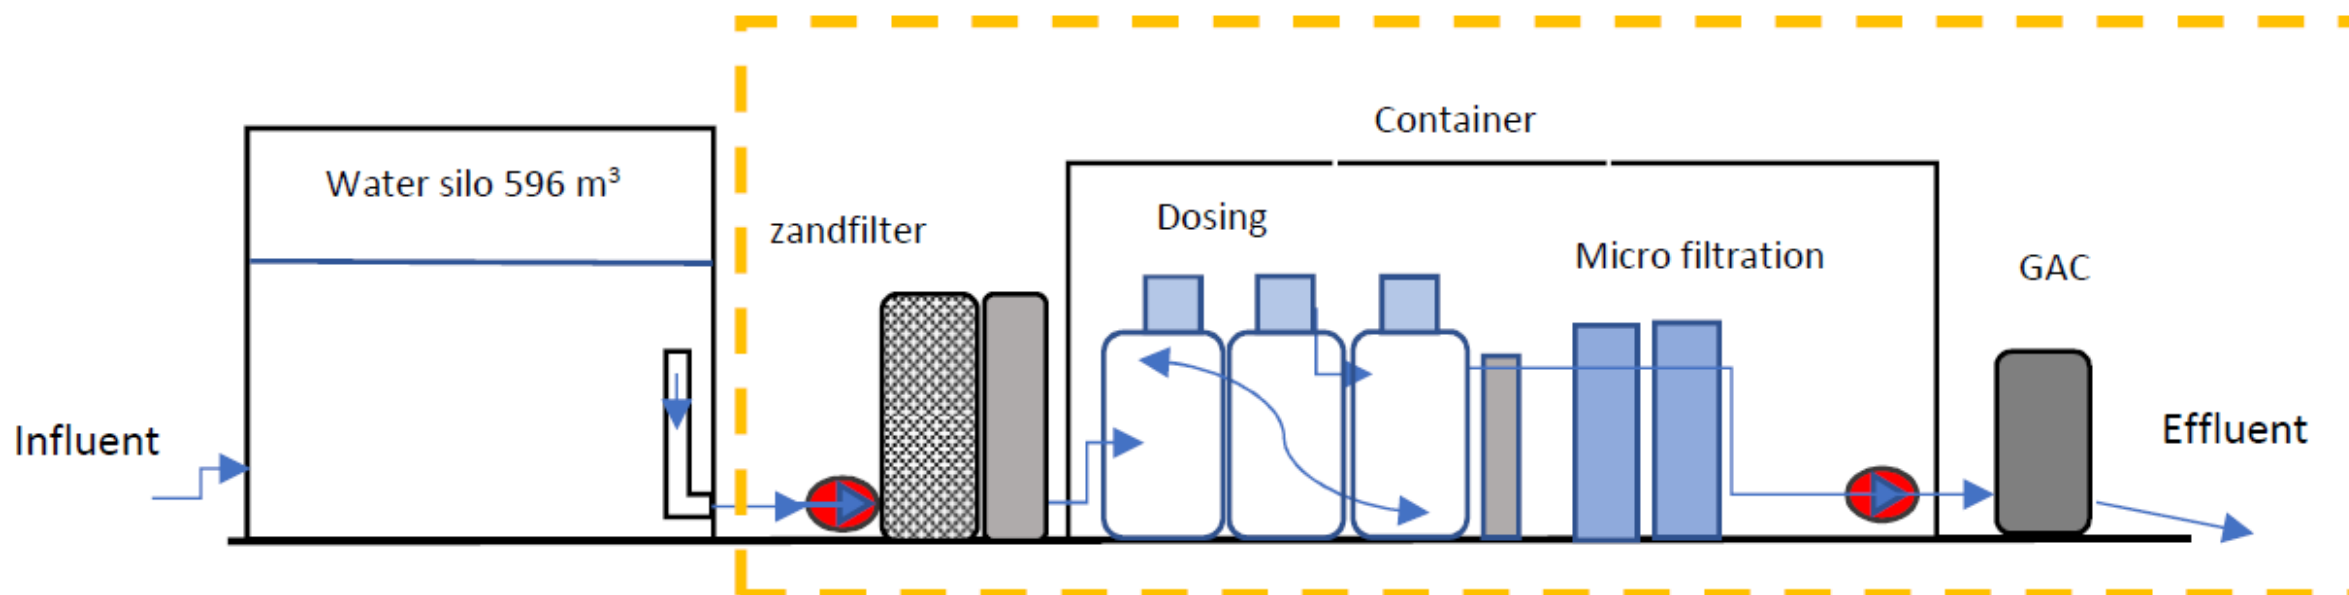 Container
Water silo 596 m³
Dosing
zandfilter
Micro filtration
GAC
Influent
Effluent